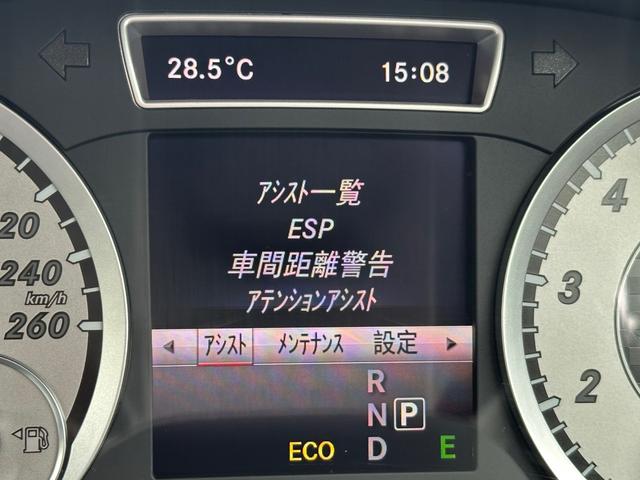 28.5°C 15:08
ｱｼｽﾄ一覧
ESP
車間距離警告
ｱﾃﾝｼｮﾝｱｼｽﾄ
ｱｼｽﾄ ﾒﾝﾃﾅﾝｽ 設定
R
N P
ECO D E
20
240
km/h
260
4
3
2